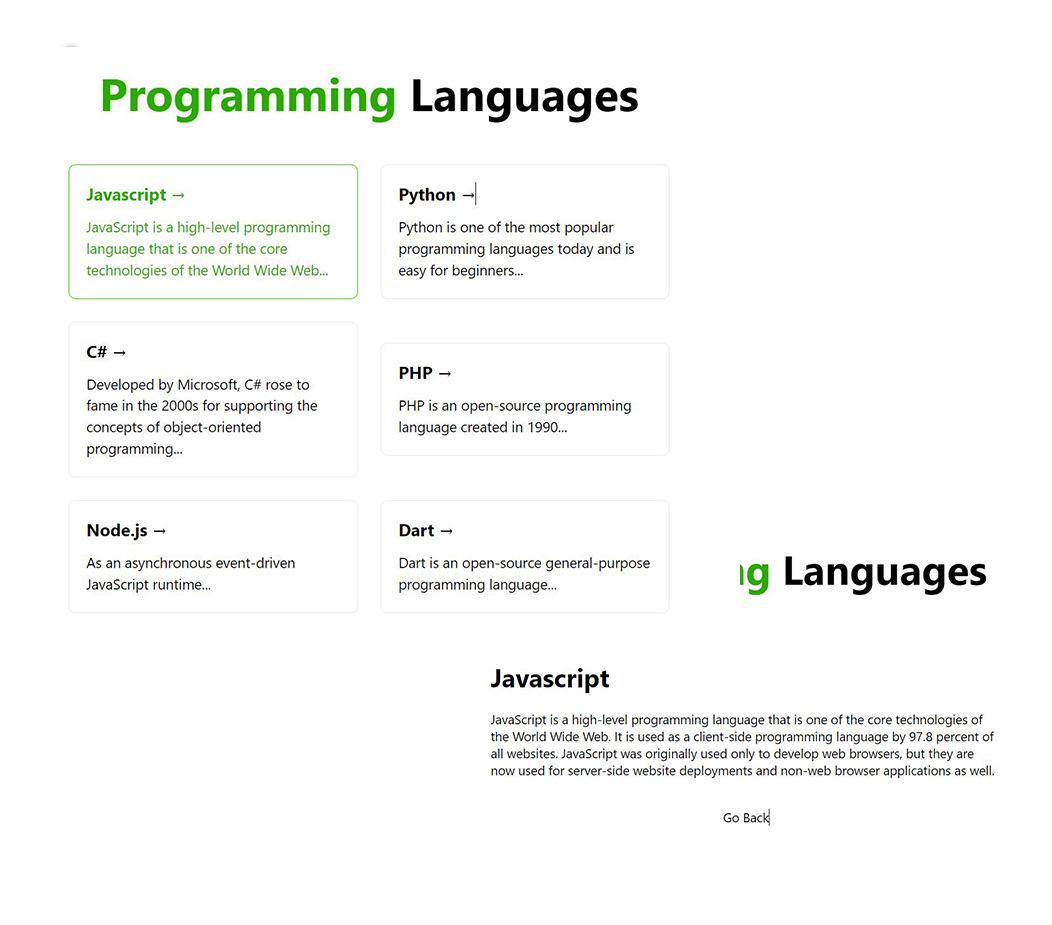 Programming Languages
Javascript →
JavaScript is a high-level programming
language that is one of the core
technologies of the World Wide Web...
Python →
Python is one of the most popular
programming languages today and is
easy for beginners...
C# →
Developed by Microsoft, C# rose to
fame in the 2000s for supporting the
concepts of object-oriented
programming...
PHP →
PHP is an open-source programming
language created in 1990...
Node.js →
As an asynchronous event-driven
JavaScript runtime...
Dart →
Dart is an open-source general-purpose
programming language...
ng Languages
Javascript
JavaScript is a high-level programming language that is one of the core technologies of
the World Wide Web. It is used as a client-side programming language by 97.8 percent of
all websites. JavaScript was originally used only to develop web browsers, but they are
now used for server-side website deployments and non-web browser applications as well.
Go Back